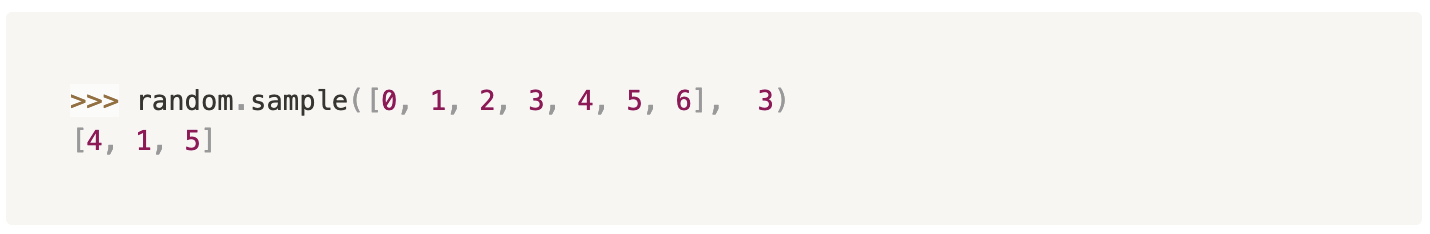 >>> random.sample([0, 1, 2, 3, 4, 5, 6],  3)
[4, 1, 5]